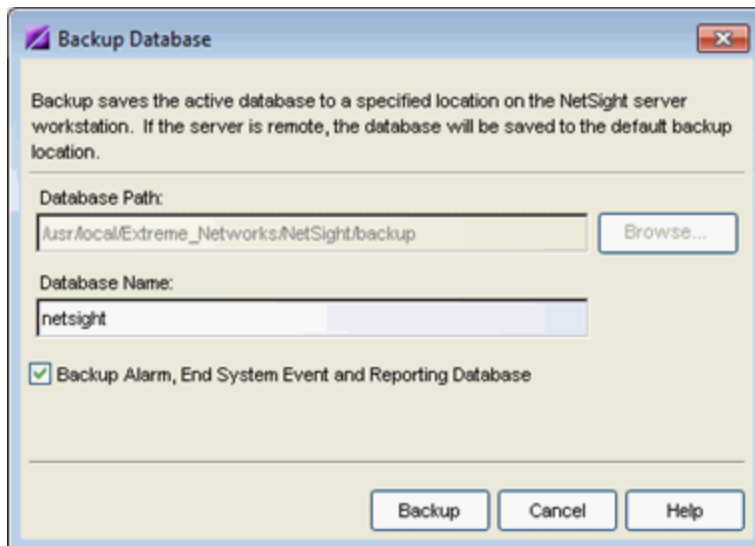 Backup Database
Backup saves the active database to a specified location on the NetSight server
workstation. If the server is remote, the database will be saved to the default backup
location.
Database Path:
/usr/local/Extreme_Networks/NetSight/backup
Browse...
Database Name:
netsight
Backup Alarm, End System Event and Reporting Database
Backup
Cancel
Help